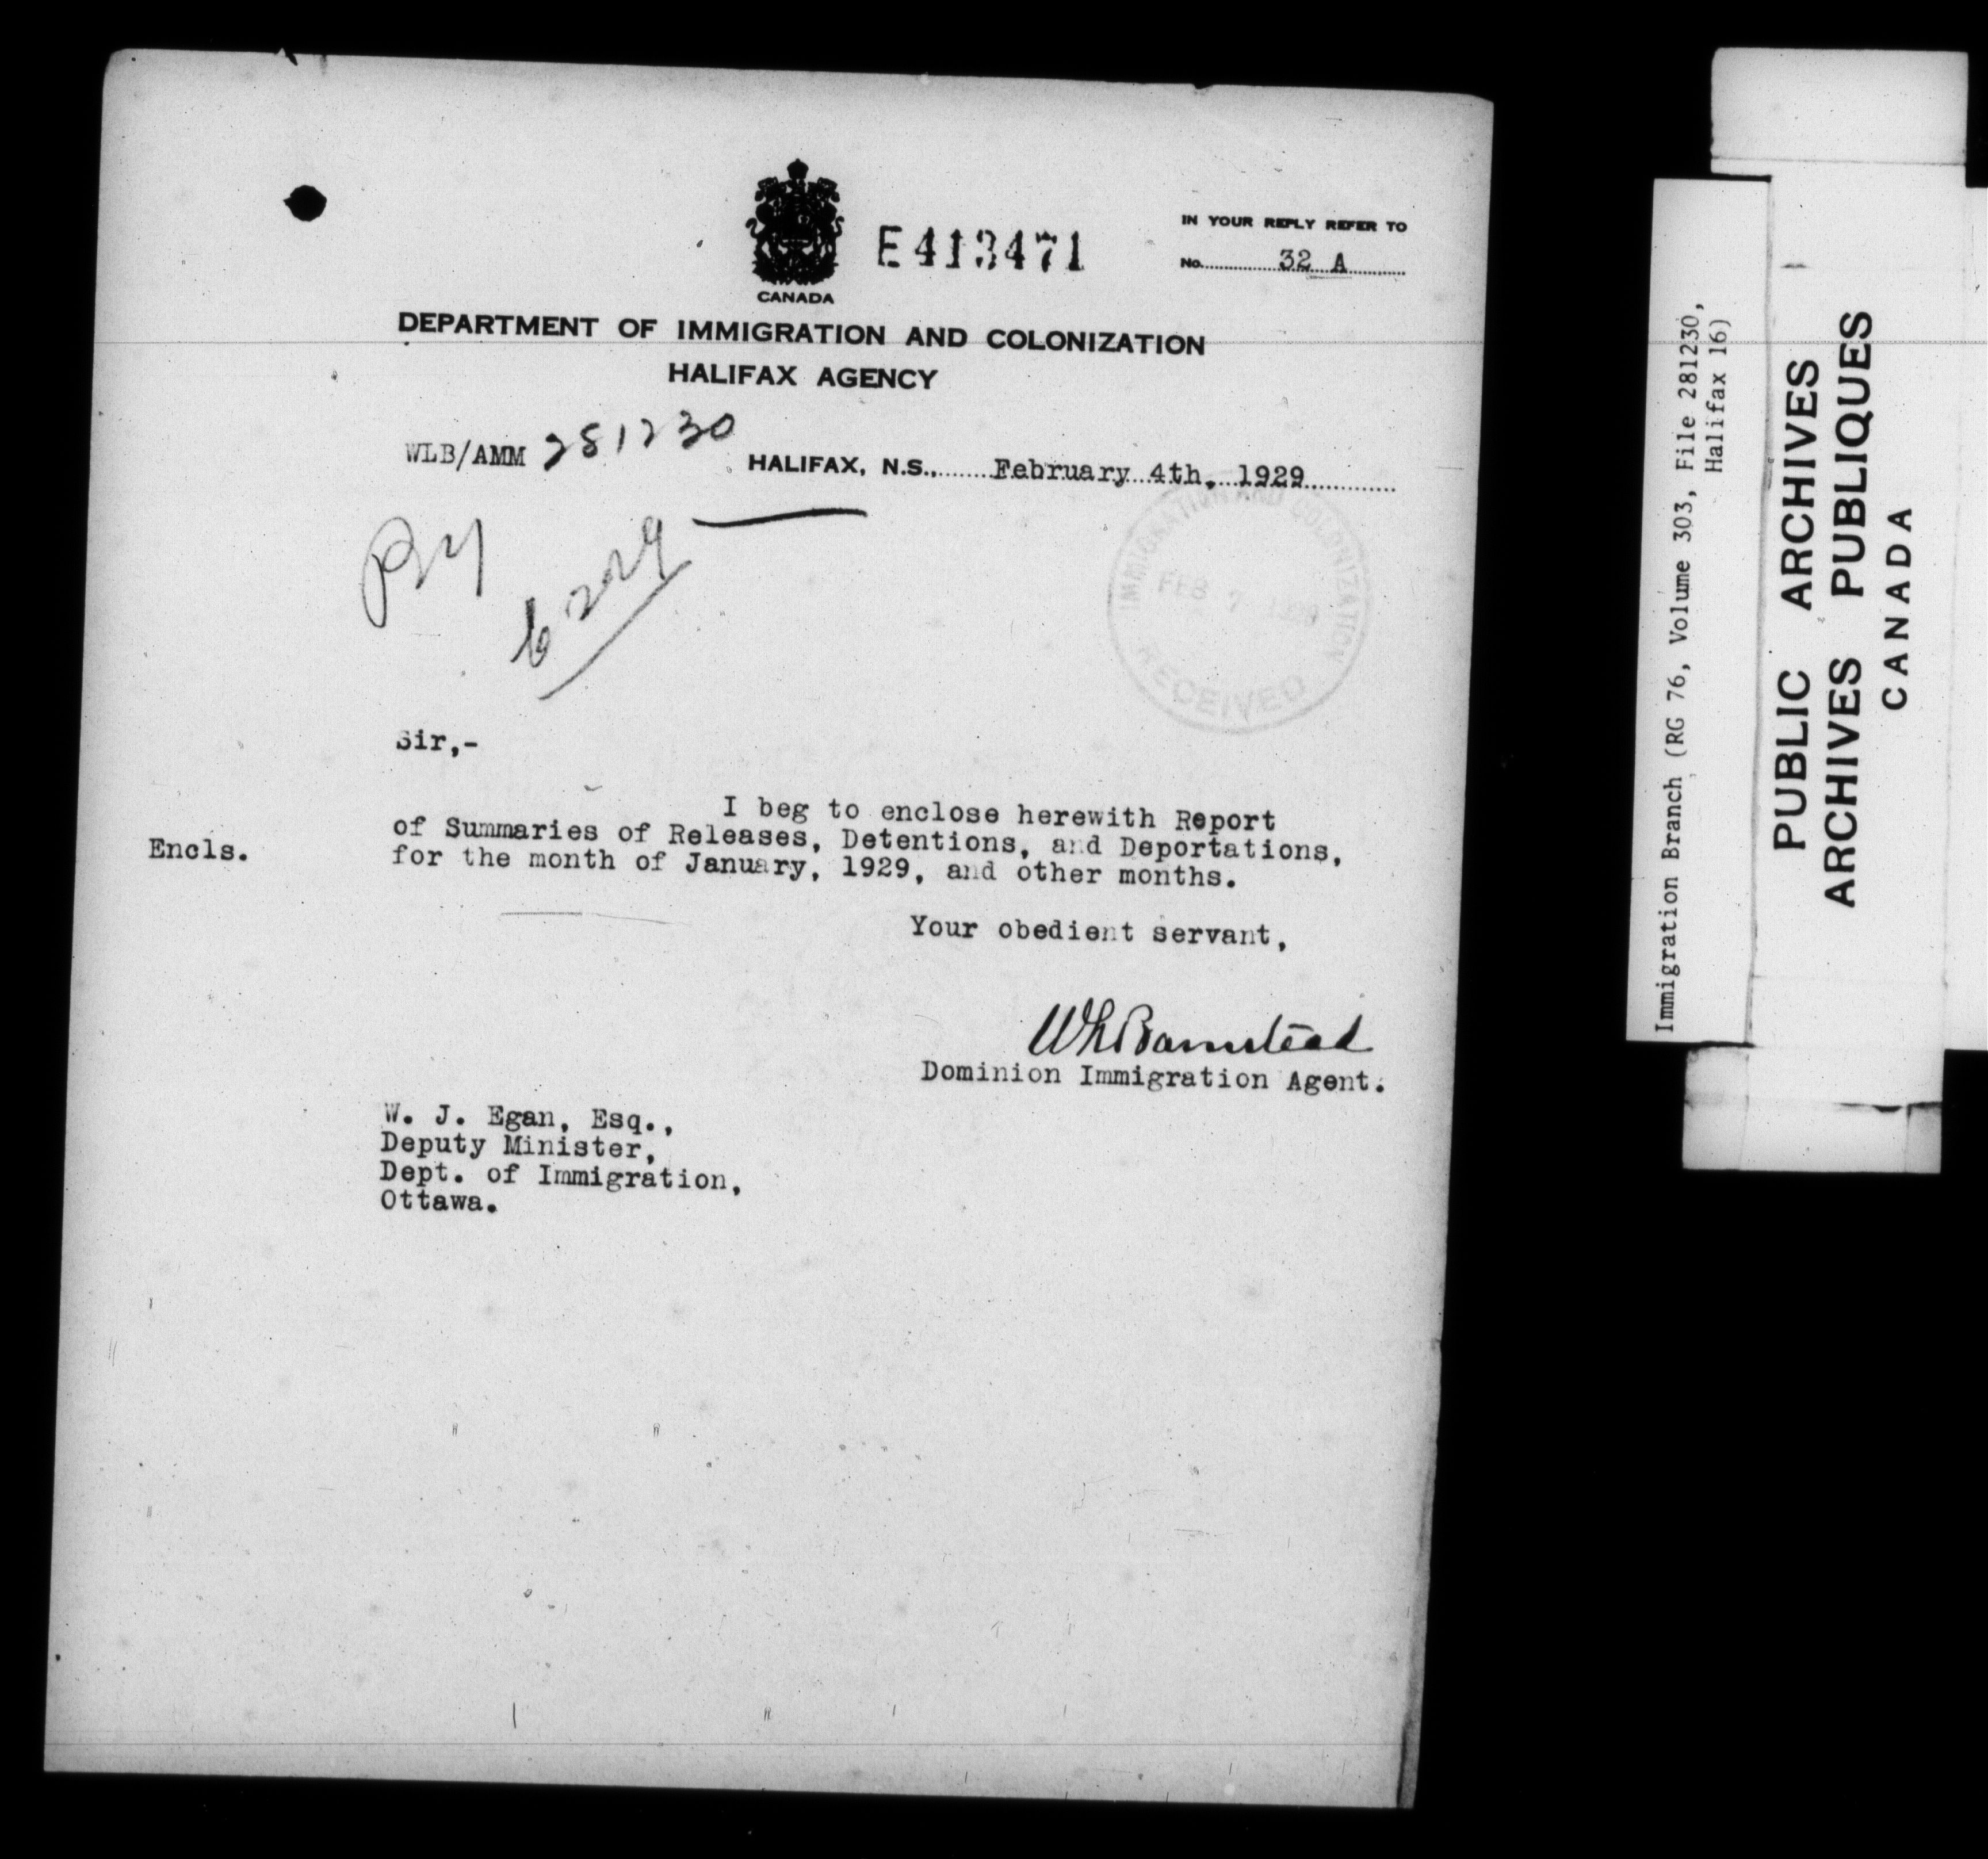 E413471
IN YOUR REPLY REFER TO
No. 32 A
CANADA
DEPARTMENT OF IMMIGRATION AND COLONIZATION
HALIFAX AGENCY
WLB/AMM 281230
HALIFAX, N.S., February 4th, 1929
IMMIGRATION AND COLONIZATION
FEB 7 1929
RECEIVED
Sir,-
I beg to enclose herewith Report
of Summaries of Releases, Detentions, and Deportations,
Encls.
for the month of January, 1929, and other months.
Your obedient servant,
WLBarnstead
Dominion Immigration Agent.
W. J. Egan, Esq.,
Deputy Minister,
Dept. of Immigration,
Ottawa.
Immigration Branch (RG 76, Volume 303, File 281230,
Halifax 16)
PUBLIC ARCHIVES
ARCHIVES PUBLIQUES
CANADA